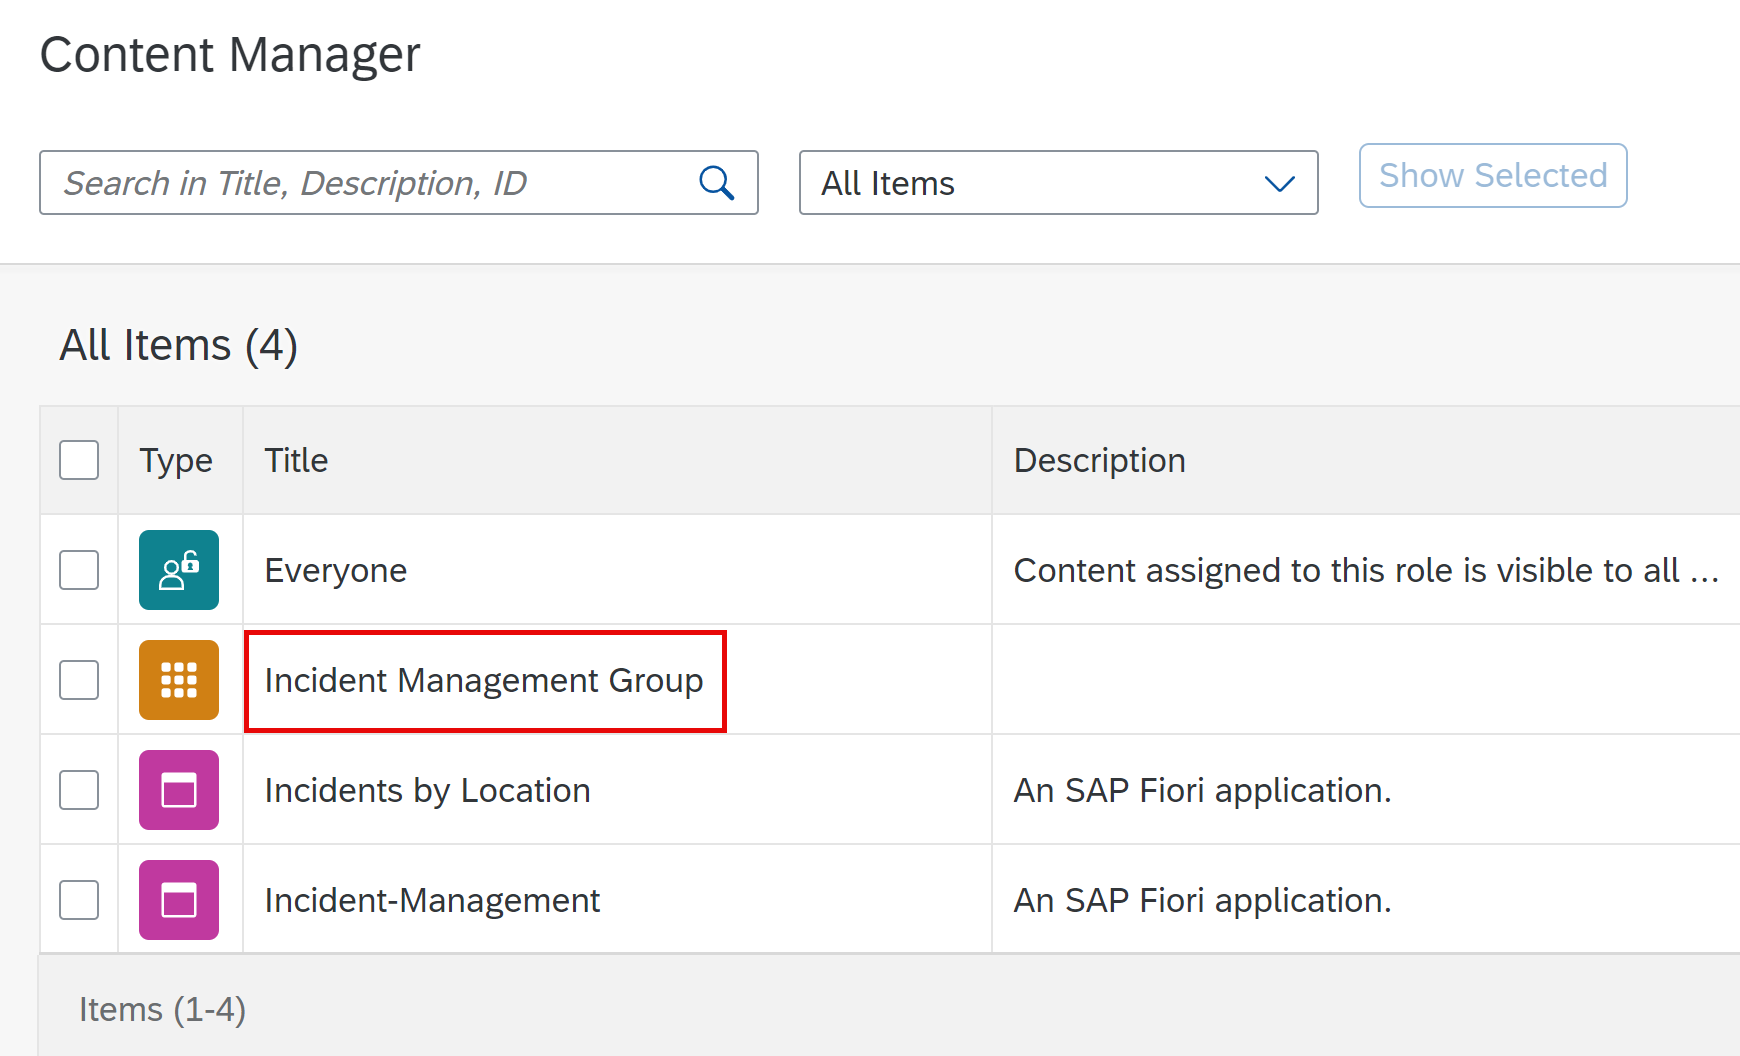 Content Manager
Search in Title, Description, ID All Items Show Selected
All Items (4)
Type Title Description
Everyone Content assigned to this role is visible to all ...
Incident Management Group
Incidents by Location An SAP Fiori application.
Incident-Management An SAP Fiori application.
Items (1-4)